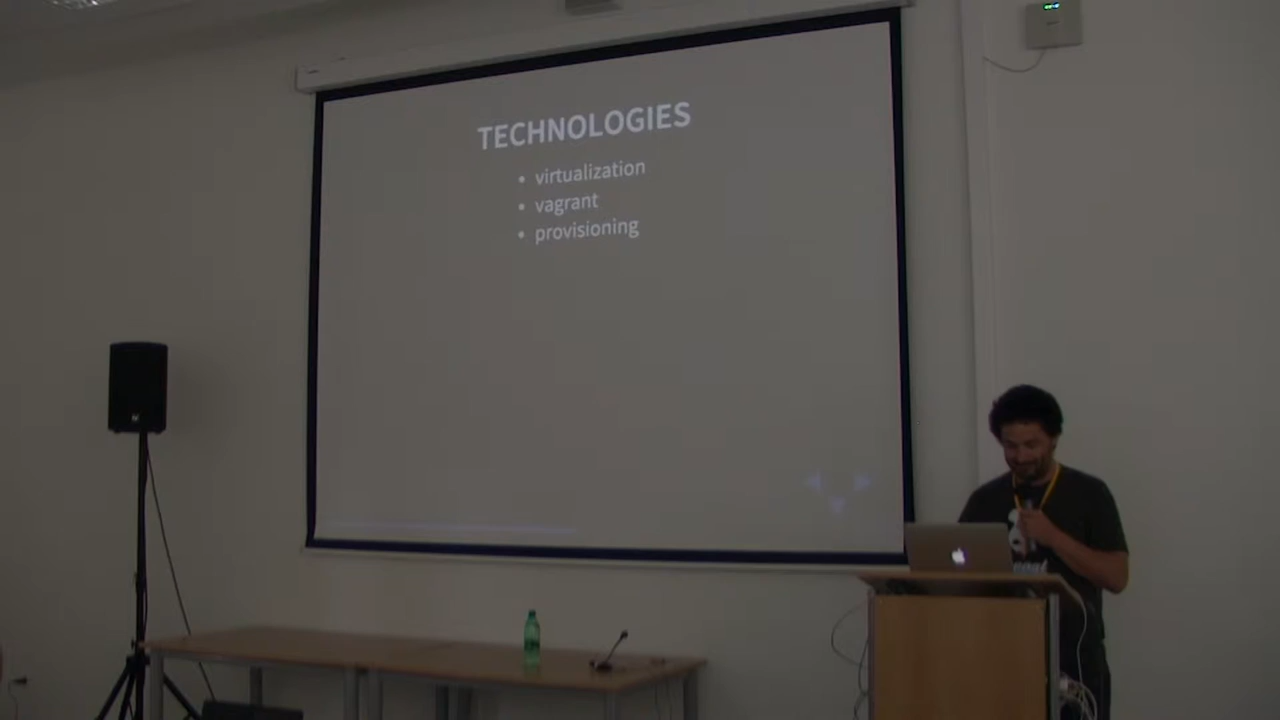 TECHNOLOGIES
• virtualization
• vagrant
• provisioning